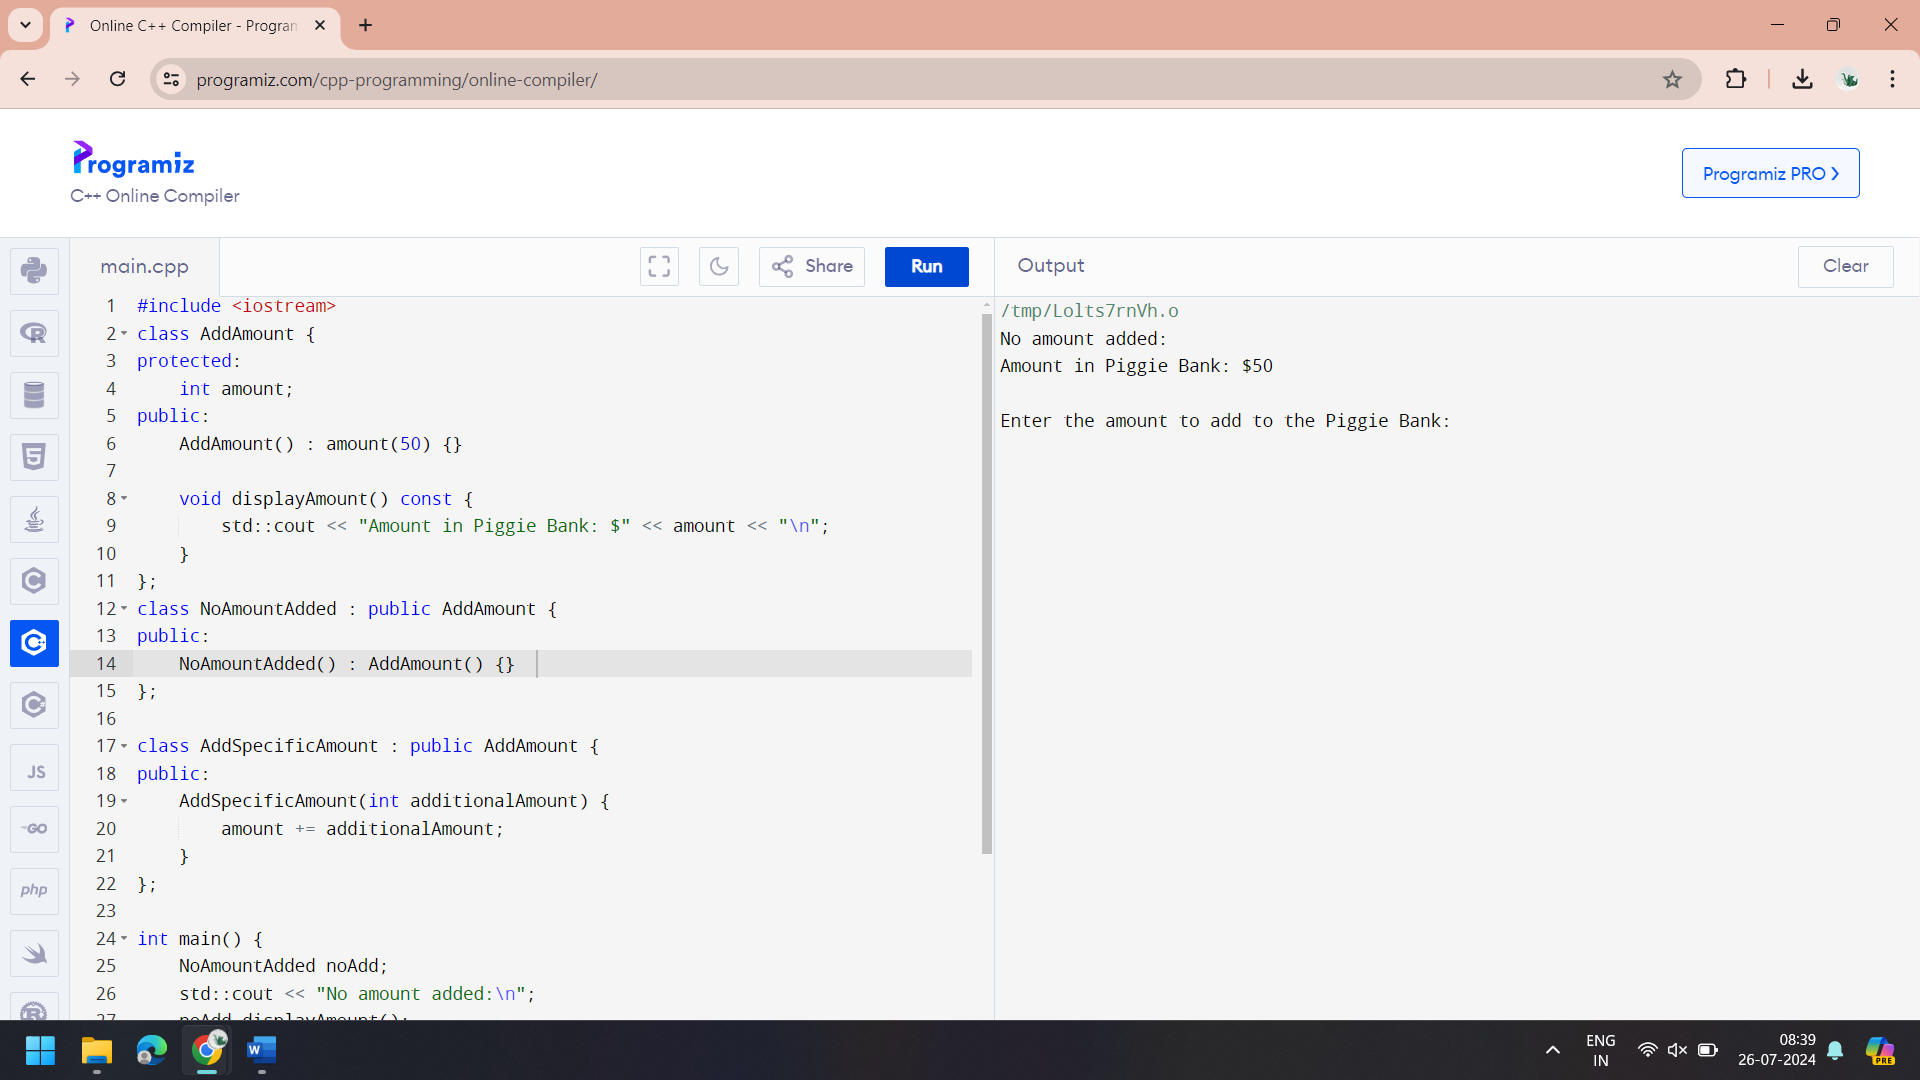 Online C++ Compiler - Program
programiz.com/cpp-programming/online-compiler/
Programiz
C++ Online Compiler
Programiz PRO >
main.cpp
Share
Run
Output
Clear
1 #include <iostream>
2 class AddAmount {
3 protected:
4     int amount;
5 public:
6     AddAmount() : amount(50) {}
7
8     void displayAmount() const {
9         std::cout << "Amount in Piggie Bank: $" << amount << "\n";
10     }
11 };
12 class NoAmountAdded : public AddAmount {
13 public:
14     NoAmountAdded() : AddAmount() {}
15 };
16
17 class AddSpecificAmount : public AddAmount {
18 public:
19     AddSpecificAmount(int additionalAmount) {
20         amount += additionalAmount;
21     }
22 };
23
24 int main() {
25     NoAmountAdded noAdd;
26     std::cout << "No amount added:\n";
27     noAdd.displayAmount();
/tmp/Lolts7rnVh.o
No amount added:
Amount in Piggie Bank: $50
Enter the amount to add to the Piggie Bank:
R
5
C
C+
C#
JS
GO
php
R
W
ENG
IN
08:39
26-07-2024
PRE